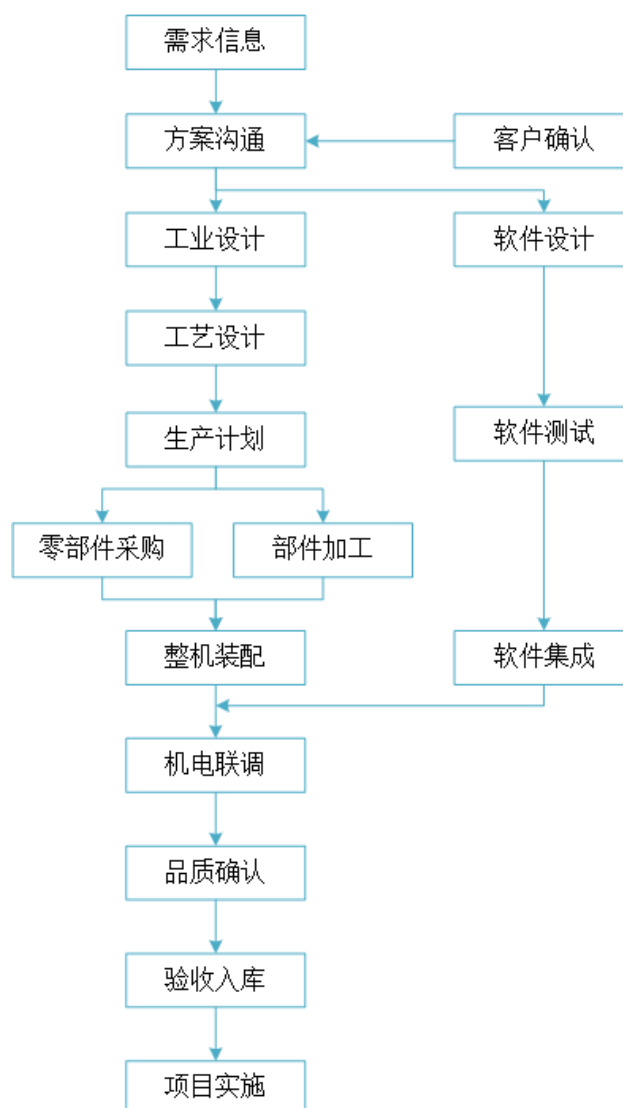 需求信息
方案沟通
客户确认
工业设计
软件设计
工艺设计
生产计划
软件测试
零部件采购
部件加工
整机装配
软件集成
机电联调
品质确认
验收入库
项目实施